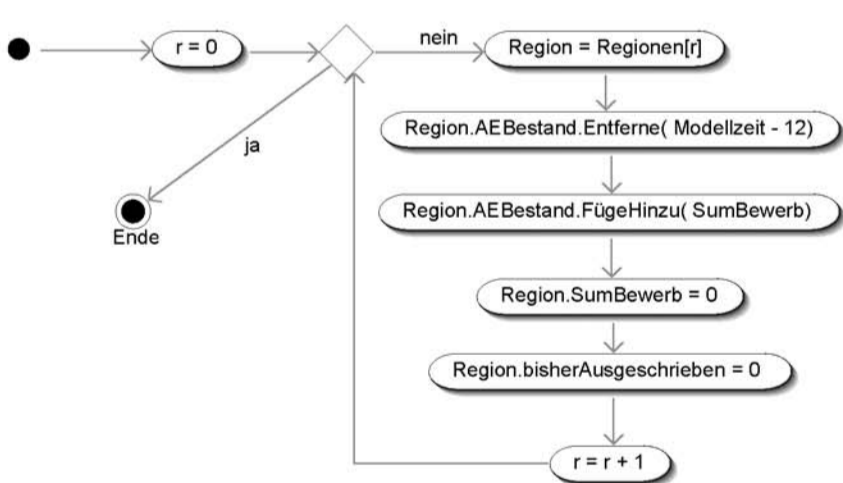 r = 0
nein
Region = Regionen[r]
Region.AEBestand.Entferne( Modellzeit - 12)
ja
Region.AEBestand.FügeHinzu( SumBewerb)
Ende
Region.SumBewerb = 0
Region.bisherAusgeschrieben = 0
r = r + 1